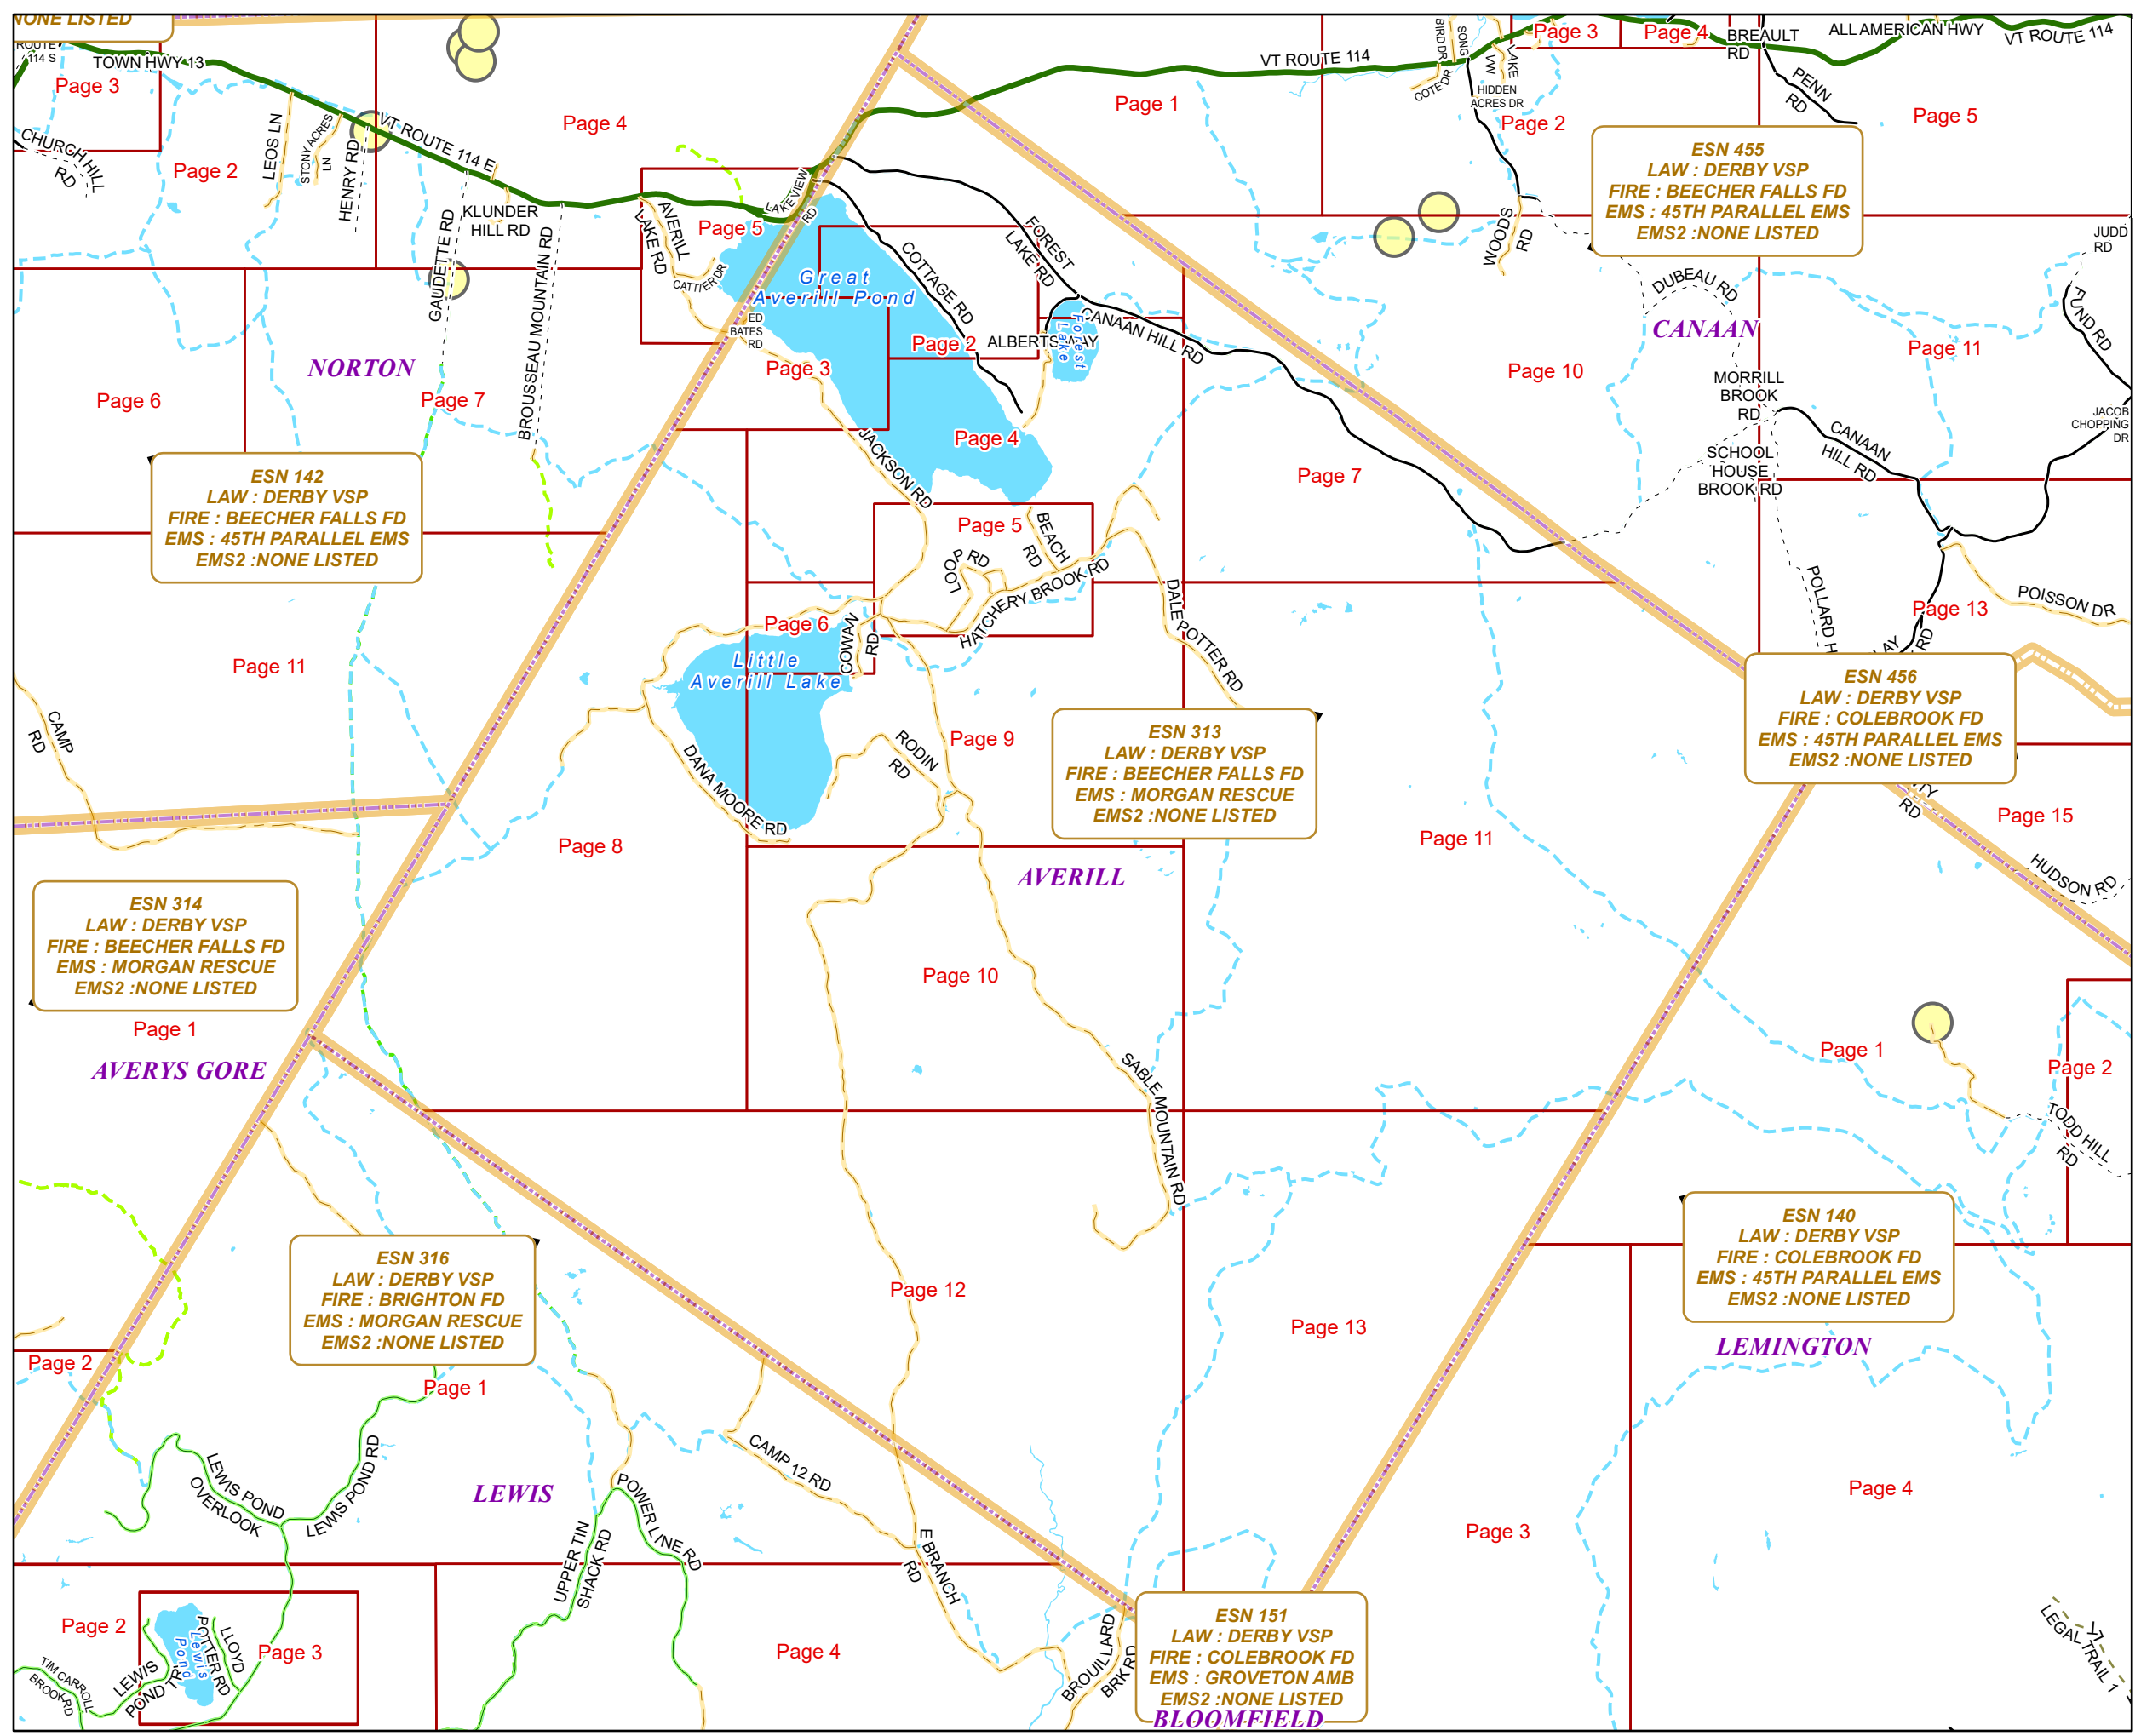 NONE LISTED
ROUTE
114 S
TOWN HWY 13
Page 3
CHURCH HILL
RD
Page 2
LEOS LN
STONY ACRES
LN
HENRY RD
VT ROUTE 114 E
Page 4
GAUDETTE RD
KLUNDER
HILL RD
BROUSSEAU MOUNTAIN RD
AVERILL
LAKE RD
Page 5
CATTIER DR
LAKEVIEW
RD
ED
BATES
RD
Great
Averill Pond
COTTAGE RD
FOREST
LAKE RD
Page 1
VT ROUTE 114
BIRD DR
SONG
LAKE
VW
COTE DR
HIDDEN
ACRES DR
Page 2
Page 3
Page 4
BREAULT
RD
ALL AMERICAN HWY
VT ROUTE 114
PENN
RD
Page 5
ESN 455
LAW : DERBY VSP
FIRE : BEECHER FALLS FD
EMS : 45TH PARALLEL EMS
EMS2 :NONE LISTED
WOODS
RD
JUDD
RD
DUBEAU RD
FUND RD
CANAAN
Page 10
Page 11
MORRILL
BROOK
RD
JACOB
CHOPPING
DR
SCHOOL
HOUSE
BROOK RD
CANAAN
HILL RD
NORTON
Page 6
Page 7
Page 3
Page 2
ALBERTS WAY
Forest
Lake
CANAAN HILL RD
Page 4
Page 7
JACKSON RD
ESN 142
LAW : DERBY VSP
FIRE : BEECHER FALLS FD
EMS : 45TH PARALLEL EMS
EMS2 :NONE LISTED
Page 5
BEACH
RD
LOOP RD
HATCHERY BROOK RD
DALE POTTER RD
POLLARD H
Page 13
POISSON DR
RD
Page 6
COWAN
RD
Little
Averill Lake
Page 11
CAMP
RD
ESN 456
LAW : DERBY VSP
FIRE : COLEBROOK FD
EMS : 45TH PARALLEL EMS
EMS2 :NONE LISTED
RD
Page 15
HUDSON RD
RODIN
RD
Page 9
DANA MOORE RD
ESN 313
LAW : DERBY VSP
FIRE : BEECHER FALLS FD
EMS : MORGAN RESCUE
EMS2 :NONE LISTED
Page 8
Page 11
AVERILL
ESN 314
LAW : DERBY VSP
FIRE : BEECHER FALLS FD
EMS : MORGAN RESCUE
EMS2 :NONE LISTED
Page 1
AVERYS GORE
Page 10
SABLE MOUNTAIN RD
Page 1
Page 2
TODD HILL
RD
ESN 140
LAW : DERBY VSP
FIRE : COLEBROOK FD
EMS : 45TH PARALLEL EMS
EMS2 :NONE LISTED
LEMINGTON
ESN 316
LAW : DERBY VSP
FIRE : BRIGHTON FD
EMS : MORGAN RESCUE
EMS2 :NONE LISTED
Page 2
Page 1
Page 12
Page 13
LEWIS POND
OVERLOOK
LEWIS POND RD
LEWIS
CAMP 12 RD
POWER LINE RD
UPPER TIN
SHACK RD
E BRANCH
RD
Page 3
Page 4
Page 2
Page 3
Page 4
Lewis
Pond
LLOYD
POTTER RD
LEWIS
POND TR
TIM CARROLL
BROOK RD
BROUILLARD
BRK RD
ESN 151
LAW : DERBY VSP
FIRE : COLEBROOK FD
EMS : GROVETON AMB
EMS2 :NONE LISTED
BLOOMFIELD
LEGAL TRAIL 1